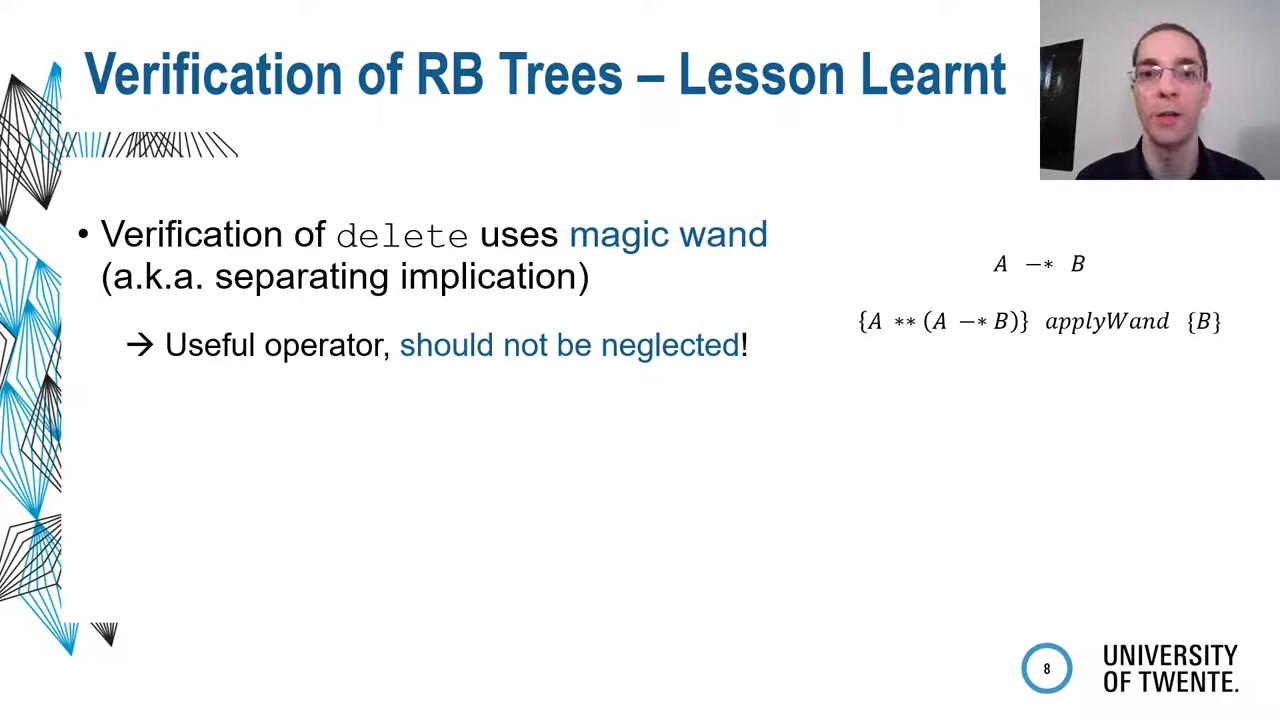 Verification of RB Trees – Lesson Learnt
• Verification of delete uses magic wand
(a.k.a. separating implication)
→ Useful operator, should not be neglected!
A −∗ B
{A ∗∗ (A −∗ B)} applyWand {B}
8
UNIVERSITY
OF TWENTE.